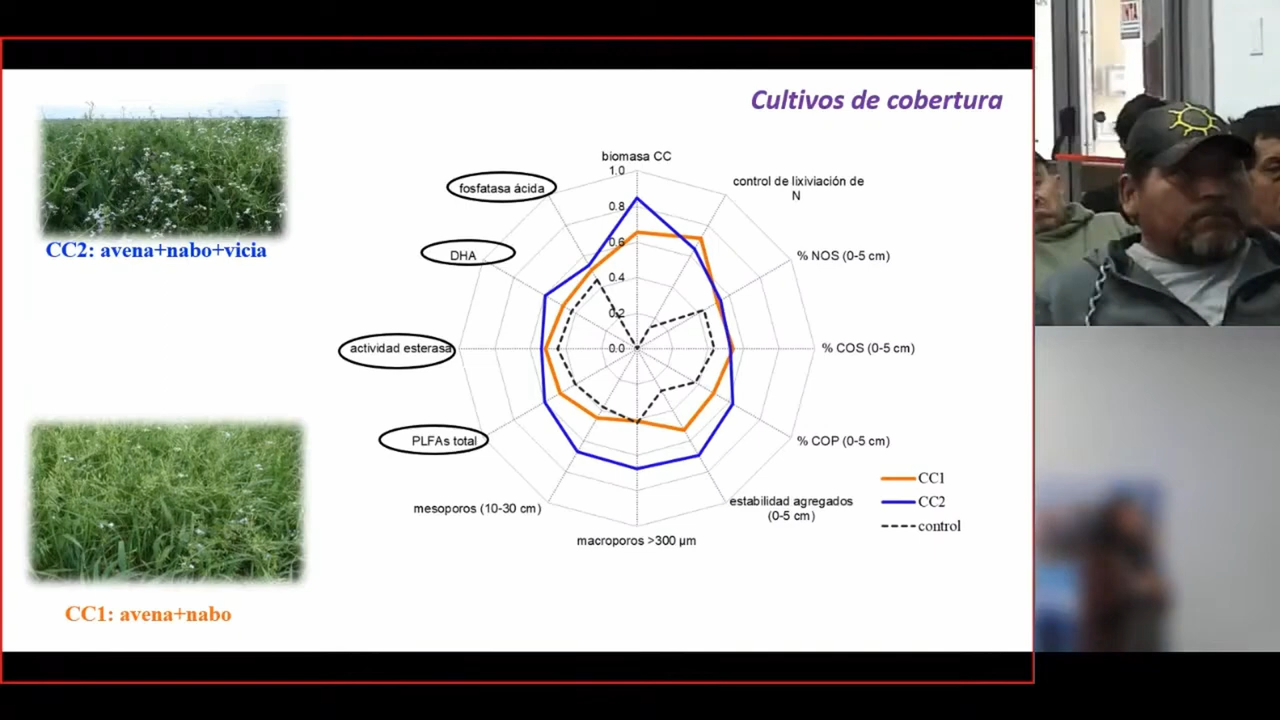 Cultivos de cobertura
CC2: avena+nabo+vicia
CC1: avena+nabo
biomasa CC
control de lixiviación de
N
% NOS (0-5 cm)
% COS (0-5 cm)
% COP (0-5 cm)
estabilidad agregados
(0-5 cm)
macroporos >300 µm
mesoporos (10-30 cm)
PLFAs total
actividad esterasa
DHA
fosfatasa ácida
1.0
0.8
0.6
0.4
0.2
0.0
CC1
CC2
control